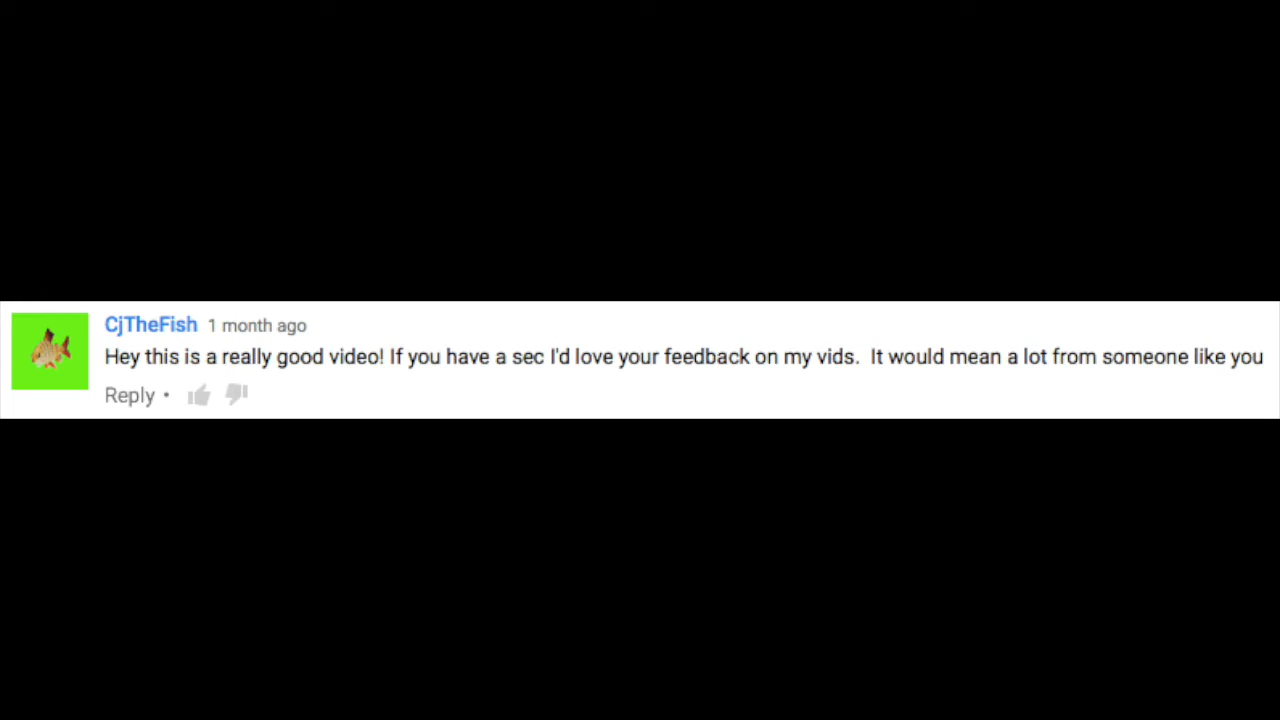 CjTheFish 1 month ago
Hey this is a really good video! If you have a sec I'd love your feedback on my vids.  It would mean a lot from someone like you
Reply •